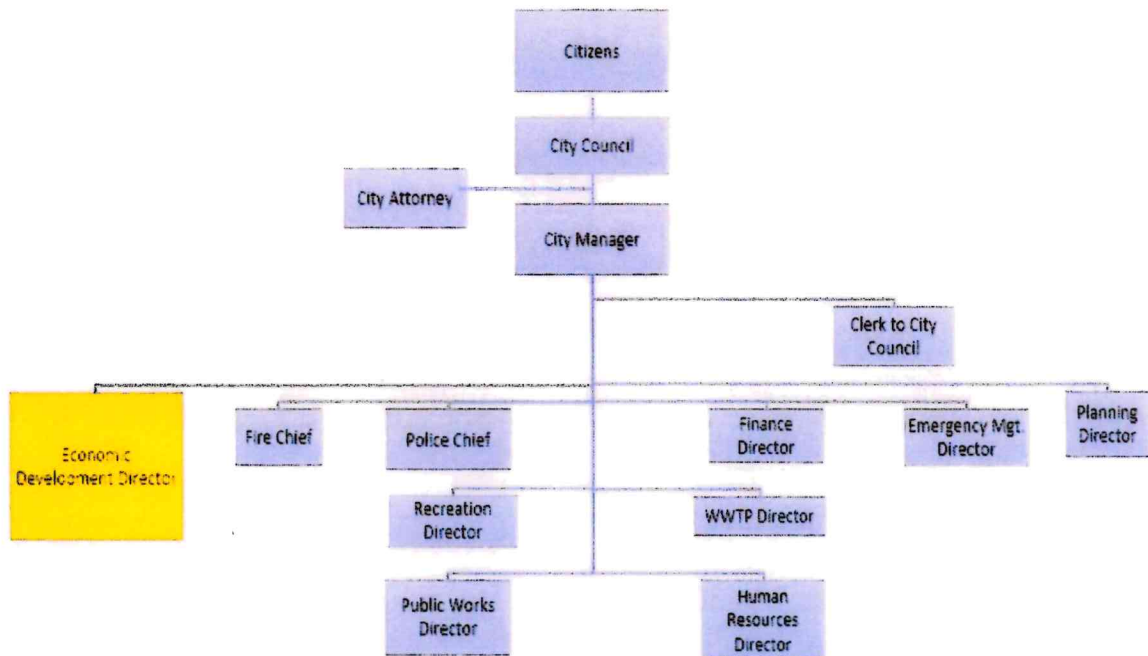 Citizens
City Council
City Attorney
City Manager
Clerk to City
Council
Economic
Development Director
Fire Chief
Police Chief
Finance
Director
Emergency Mgt.
Director
Planning
Director
Recreation
Director
WWTP Director
Public Works
Director
Human
Resources
Director